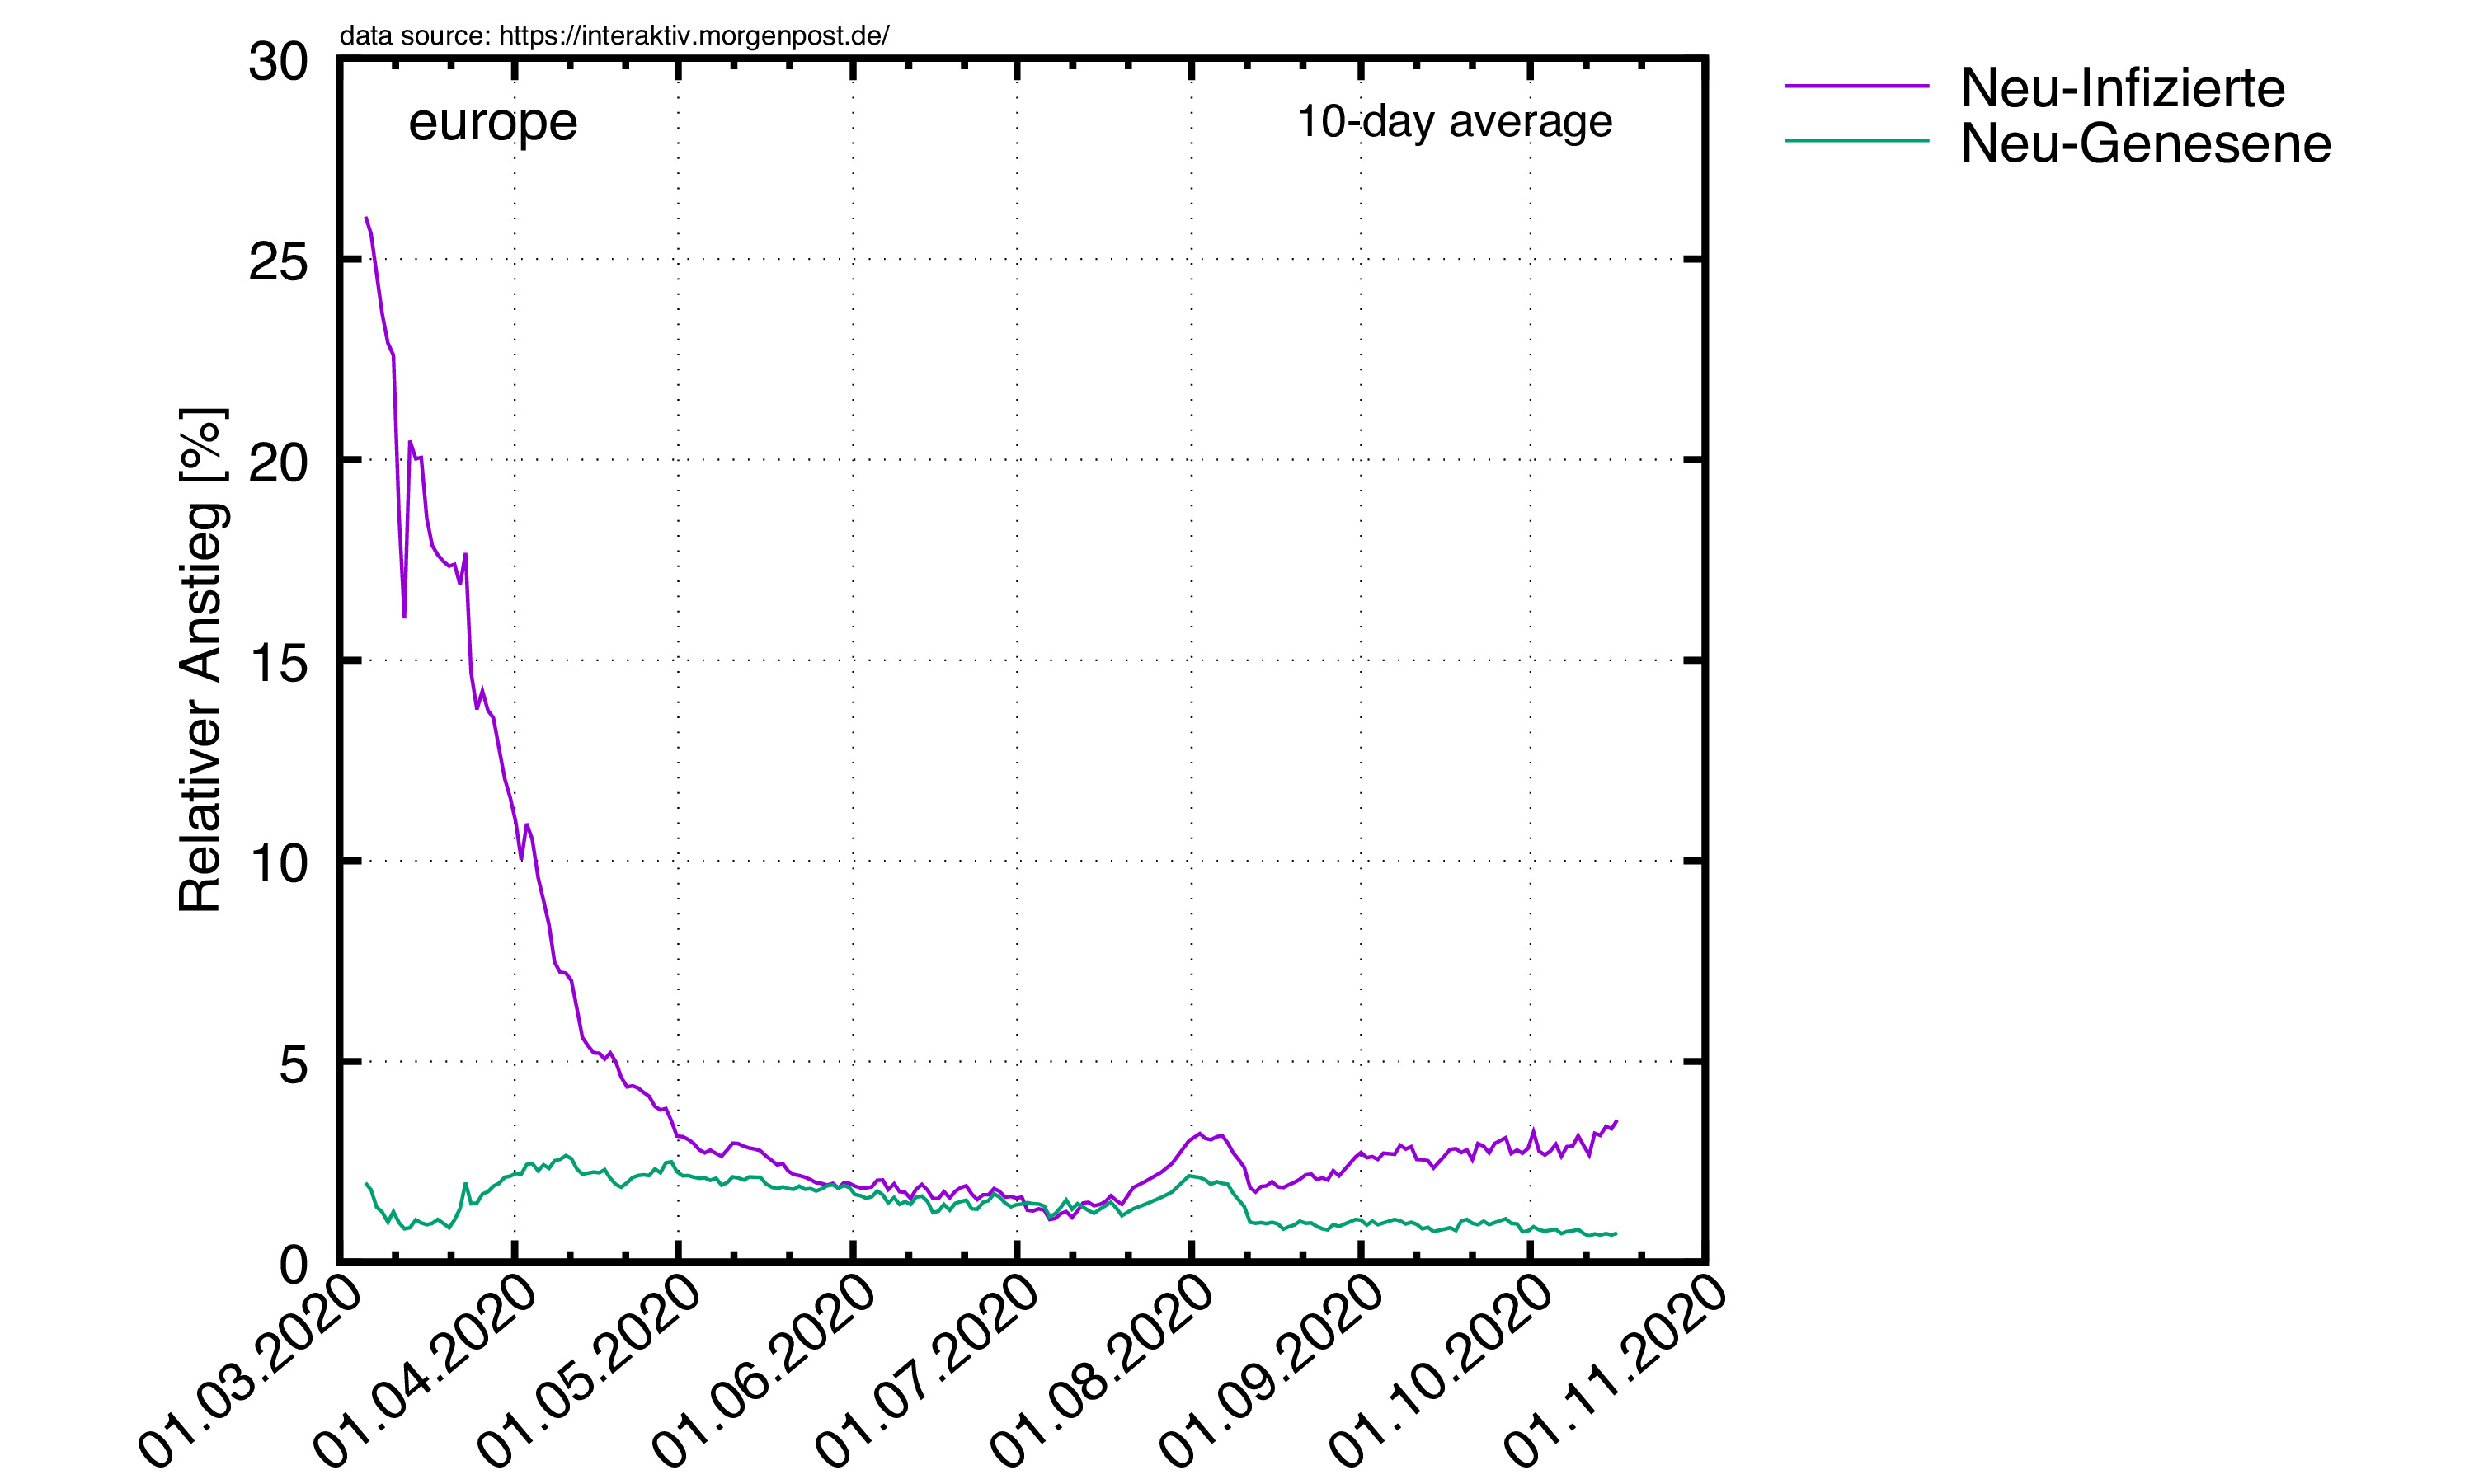 data source: https://interaktiv.morgenpost.de/
europe
10-day average
Neu-Infizierte
Neu-Genesene
Relativer Anstieg [%]
30
25
20
15
10
5
0
01.03.2020
01.04.2020
01.05.2020
01.06.2020
01.07.2020
01.08.2020
01.09.2020
01.10.2020
01.11.2020